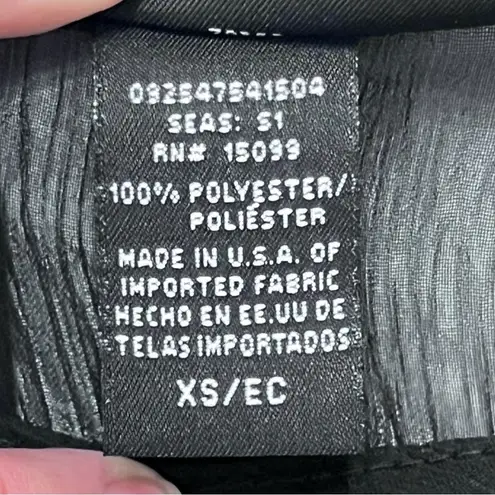 032547541504
SEAS: S1
RN# 15099
100% POLYESTER/
POLIÉSTER
MADE IN U.S.A. OF
IMPORTED FABRIC
HECHO EN EE.UU DE
TELAS IMPORTADOS
XS/EC